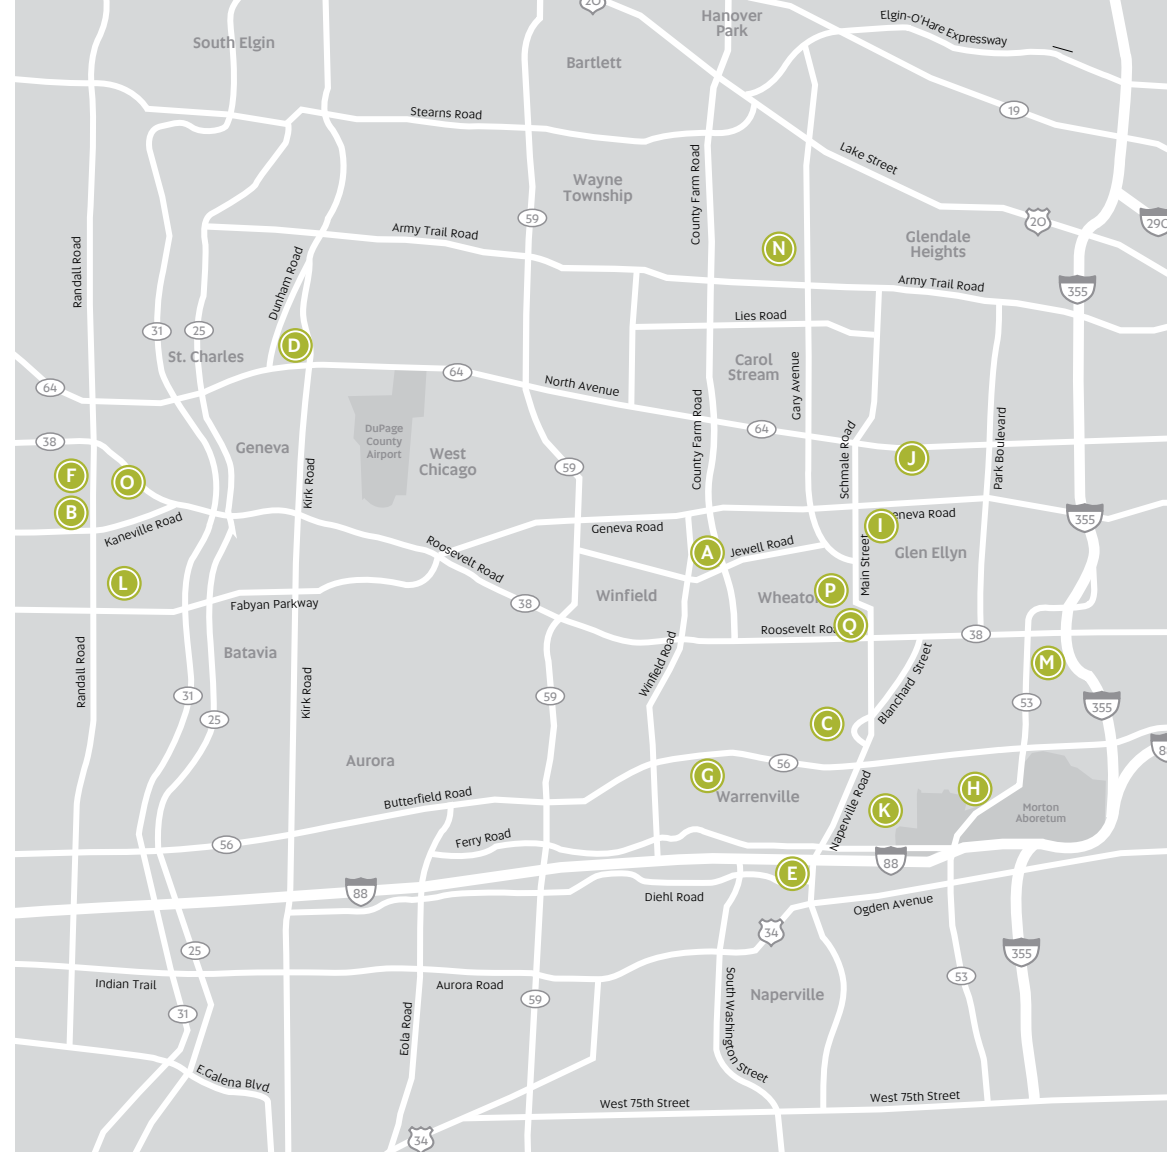 20
Hanover
Park
Elgin-O'Hare Expressway
South Elgin
Bartlett
Stearns Road
19
Lake Street
County Farm Road
Wayne
Township
59
Army Trail Road
20
290
N
Glendale
Heights
Randall Road
Dunham Road
355
Army Trail Road
31
25
Lies Road
D
St. Charles
Carol
Stream
64
64
North Avenue
Gary Avenue
County Farm Road
DuPage
County
Airport
64
38
Geneva
West
Chicago
Schmale Road
Park Boulevard
J
59
F
O
Kirk Road
B
355
Kaneville Road
Geneva Road
eneva Road
I
Roosevelt Road
A
Jewell Road
Main Street
Glen Ellyn
L
P
Winfield
Wheato
Fabyan Parkway
38
Roosevelt Ro
Q
38
Batavia
Randall Road
Kirk Road
Winfield Road
Blanchard Street
M
31
59
53
355
25
C
Aurora
56
88
G
Warrenville
H
Butterfield Road
Naperville Road
K
Morton
Aboretum
Ferry Road
56
88
E
88
Diehl Road
Ogden Avenue
34
25
355
53
Indian Trail
Aurora Road
59
South Washington Street
Naperville
31
Eola Road
E.Galena Blvd.
West 75th Street
West 75th Street
34